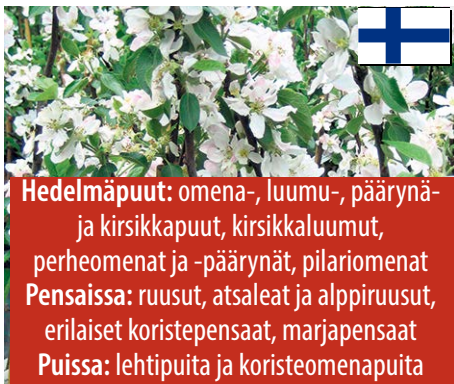 Hedelmäpuut: omena-, luumu-, päärynä-
ja kirsikkapuut, kirsikkaluumut,
perheomenat ja -päärynät, pilariomenat
Pensaissa: ruusut, atsaleat ja alppiruusut,
erilaiset koristepensaat, marjapensaat
Puissa: lehtipuita ja koristeomenapuita